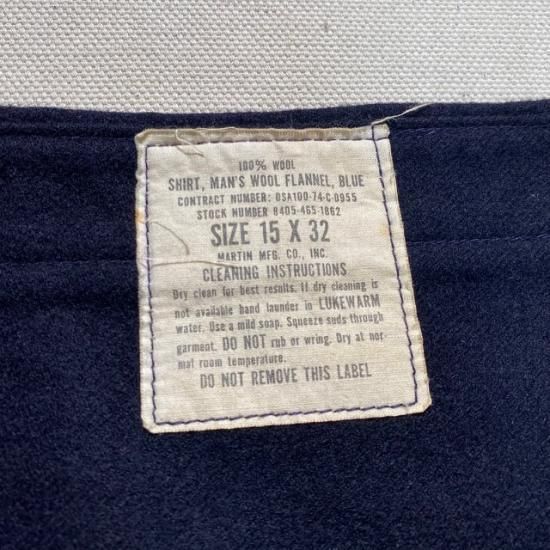 100% WOOL
SHIRT, MAN'S WOOL FLANNEL, BLUE
CONTRACT NUMBER: DSA100-74-C-0955
STOCK NUMBER 8405-465-1862
SIZE 15 X 32
MARTIN MFG. CO., INC.
CLEANING INSTRUCTIONS
Dry clean for best results. If dry cleaning is
not available hand launder in LUKEWARM
water. Use a mild soap. Squeeze suds through
garment. DO NOT rub or wring. Dry at nor-
mal room temperature.
DO NOT REMOVE THIS LABEL